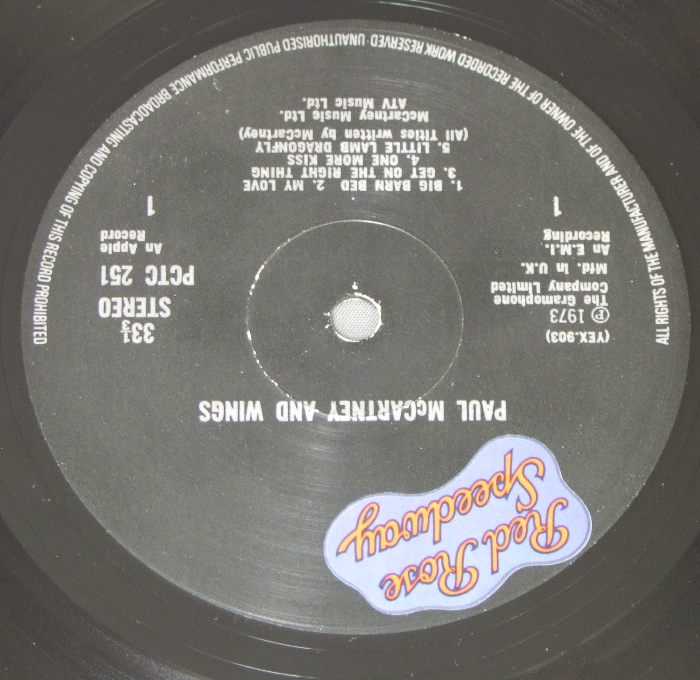 Red Rose
Speedway
PAUL McCARTNEY AND WINGS
(YEX.903)
℗ 1973
The Gramophone
Company Limited
Mfd. In U.K.
An E.M.I.
Recording
1
33⅓
STEREO
PCTC 251
An Apple
Record
1
1. BIG BARN BED 2. MY LOVE
3. GET ON THE RIGHT THING
4. ONE MORE KISS
5. LITTLE LAMB DRAGONFLY
(All Titles written by McCartney)
McCartney Music Ltd.
ATV Music Ltd.
ALL RIGHTS OF THE MANUFACTURER AND OF THE OWNER OF THE RECORDED WORK RESERVED UNAUTHORISED PUBLIC PERFORMANCE BROADCASTING AND COPYING OF THIS RECORD PROHIBITED